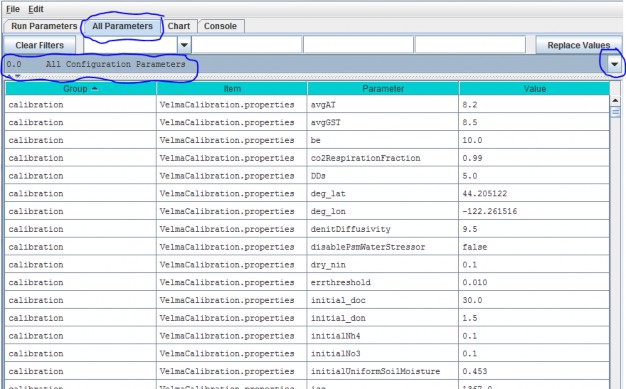 File Edit
Run Parameters All Parameters Chart Console
Clear Filters Replace Values
0.0 All Configuration Parameters
Group Item Parameter Value
calibration VelmaCalibration.properties avgAT 8.2
calibration VelmaCalibration.properties avgGST 8.5
calibration VelmaCalibration.properties be 10.0
calibration VelmaCalibration.properties co2RespirationFraction 0.99
calibration VelmaCalibration.properties DDs 5.0
calibration VelmaCalibration.properties deg_lat 44.205122
calibration VelmaCalibration.properties deg_lon -122.261516
calibration VelmaCalibration.properties denitDiffusivity 9.5
calibration VelmaCalibration.properties disablePsmWaterStressor false
calibration VelmaCalibration.properties dry_nin 0.1
calibration VelmaCalibration.properties errthreshold 0.010
calibration VelmaCalibration.properties initial_doc 30.0
calibration VelmaCalibration.properties initial_don 1.5
calibration VelmaCalibration.properties initialNh4 0.1
calibration VelmaCalibration.properties initialNo3 0.1
calibration VelmaCalibration.properties initialUniformSoilMoisture 0.453
calibration VelmaCalibration.properties